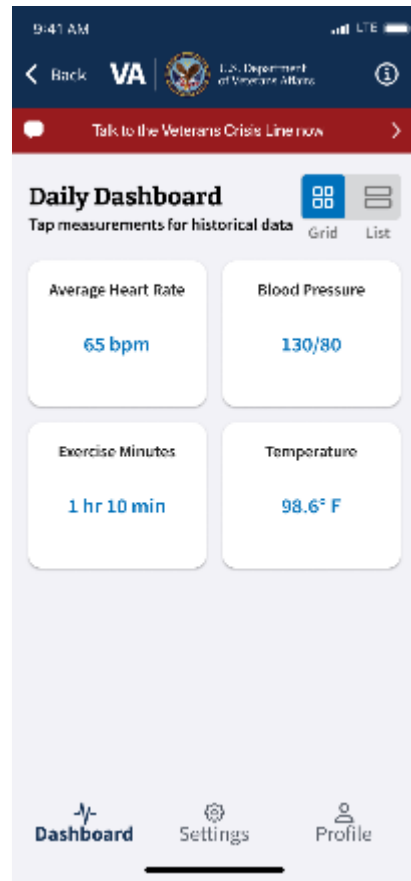 9:41 AM LTE
Back VA U.S. Department
of Veterans Affairs
Talk to the Veterans Crisis Line now
Daily Dashboard
Tap measurements for historical data
Grid List
Average Heart Rate
65 bpm
Blood Pressure
130/80
Exercise Minutes
1 hr 10 min
Temperature
98.6° F
Dashboard Settings Profile